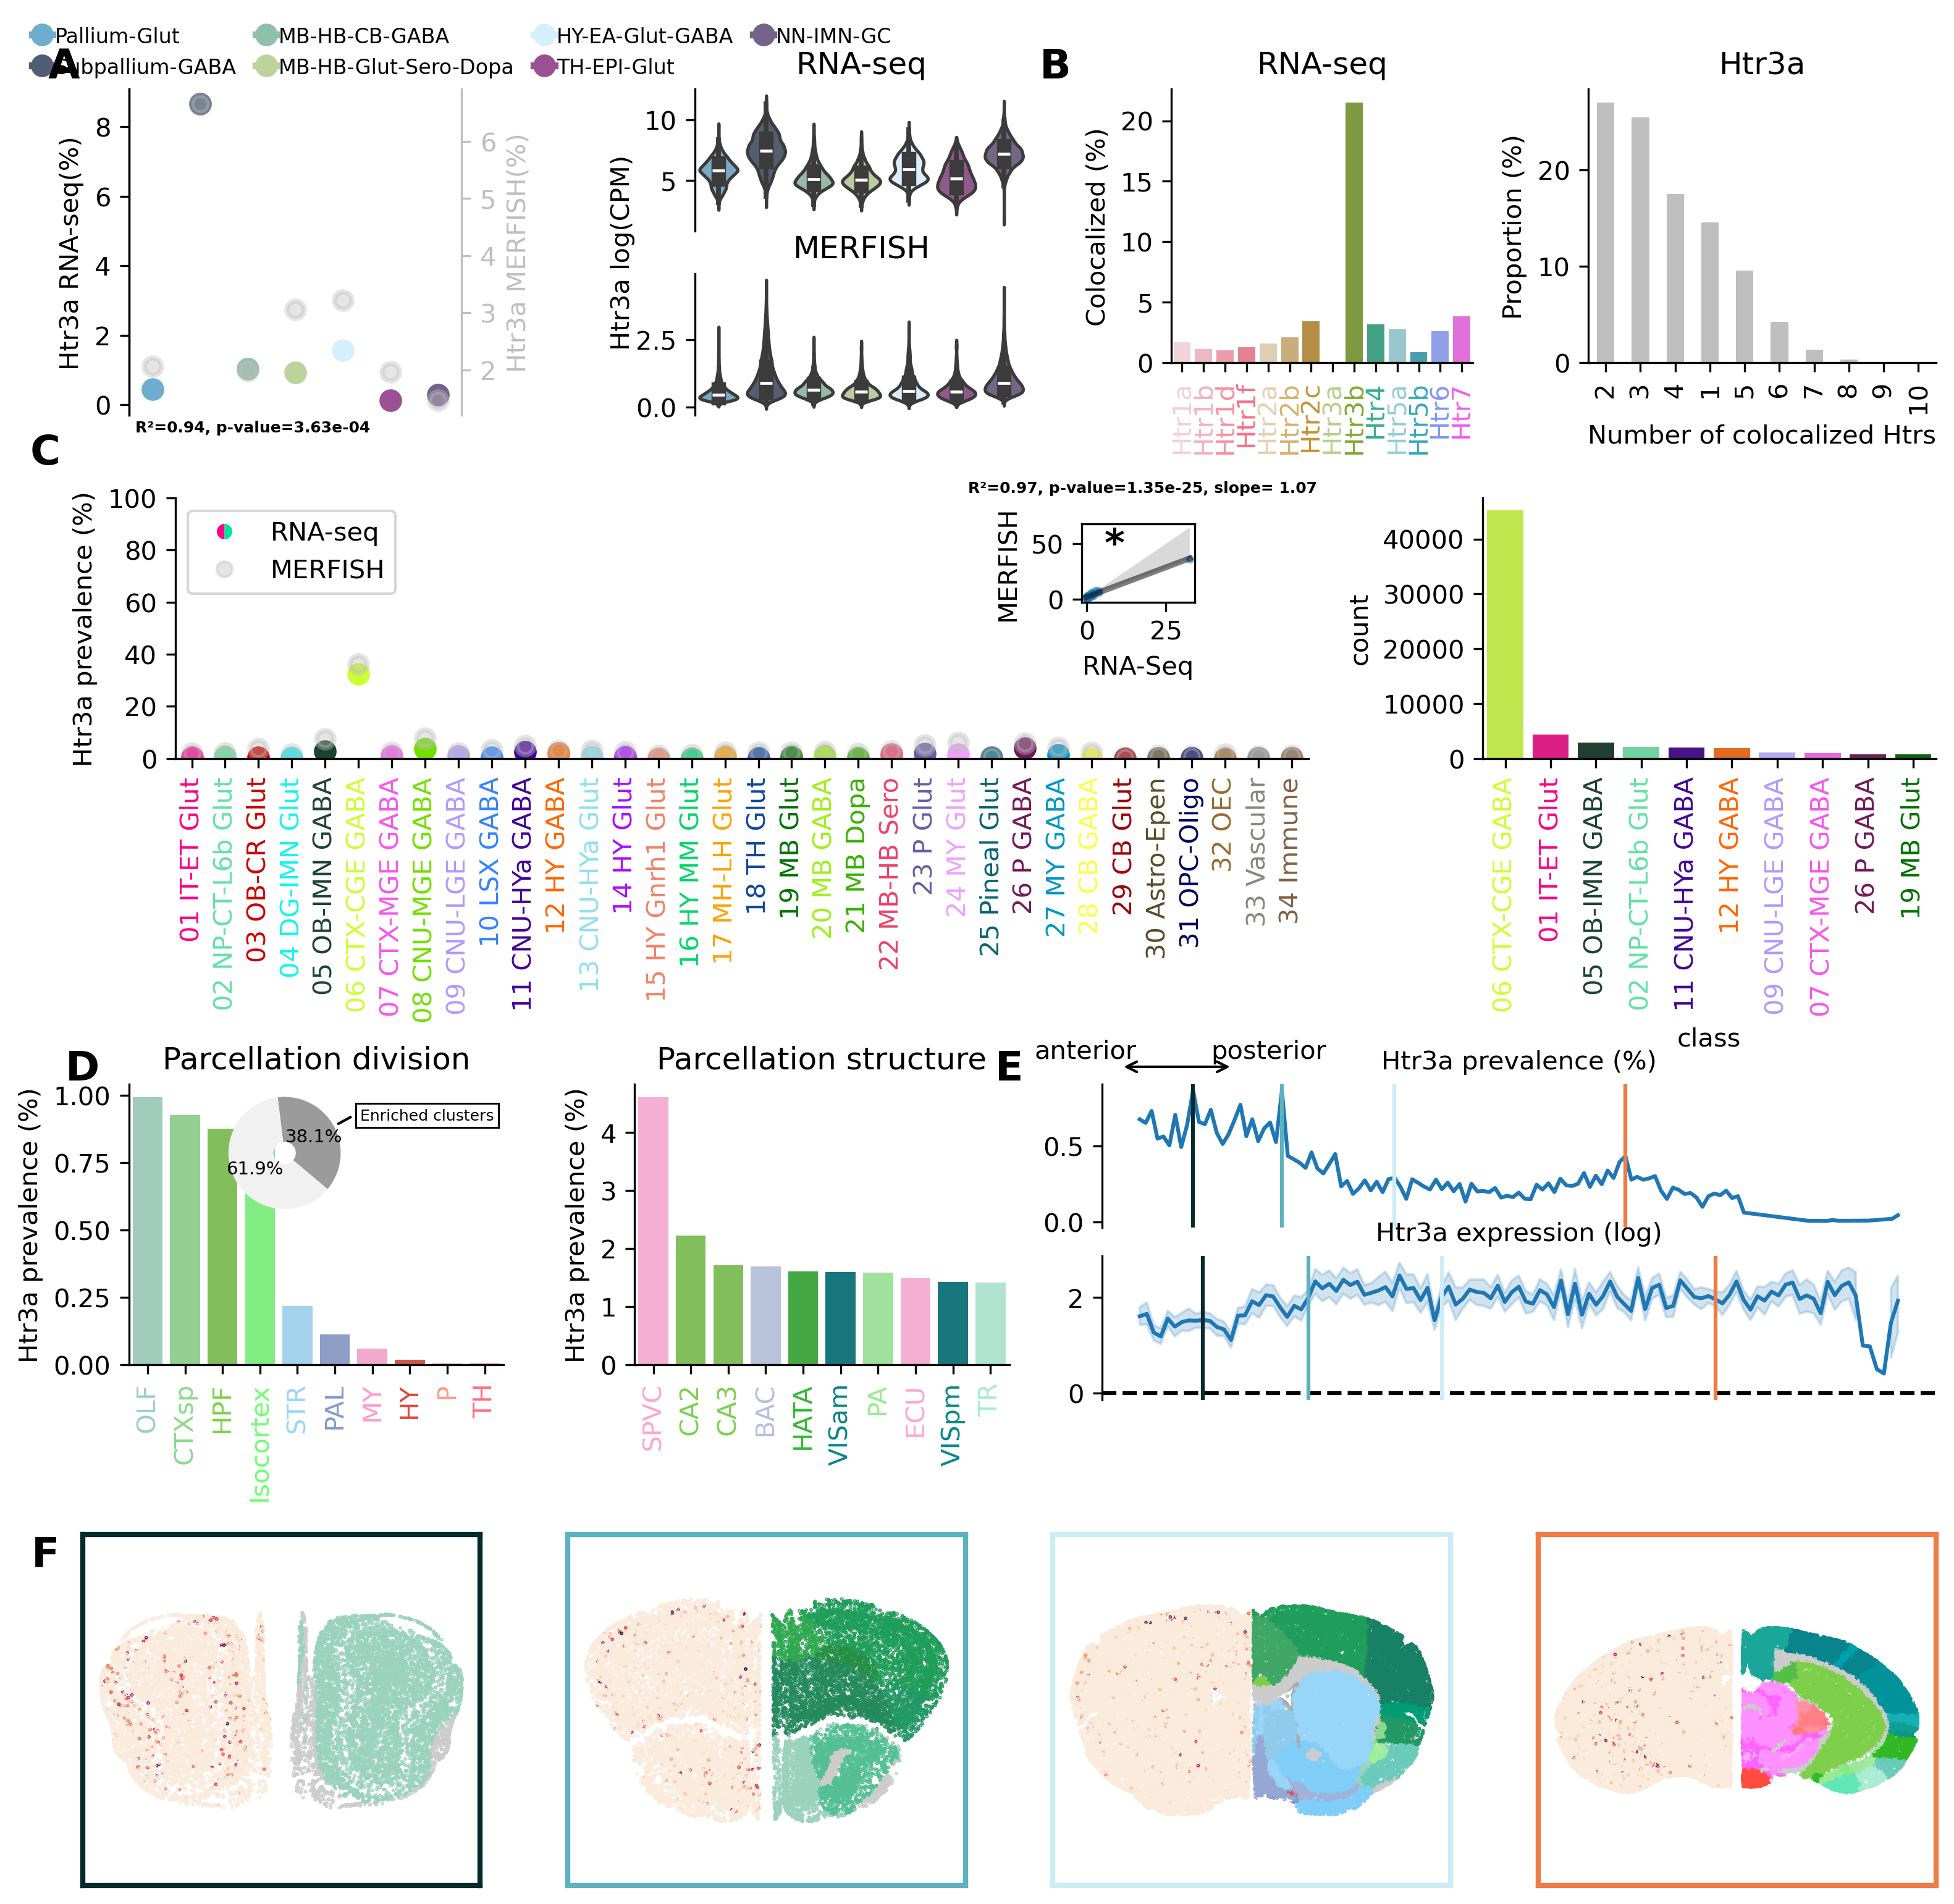 Pallium-Glut
MB-HB-CB-GABA
HY-EA-Glut-GABA
NN-IMN-GC
Subpallium-GABA
MB-HB-Glut-Sero-Dopa
TH-EPI-Glut
A
Htr3a RNA-seq(%)
8
6
4
2
0
6
5
4
3
2
Htr3a MERFISH(%)
R²=0.94, p-value=3.63e-04
RNA-seq
10
5
Htr3a log(CPM)
MERFISH
2.5
0.0
B
RNA-seq
Colocalized (%)
20
15
10
5
0
Htr1a
Htr1b
Htr1d
Htr1f
Htr2a
Htr2b
Htr2c
Htr3a
Htr3b
Htr4
Htr5a
Htr5b
Htr6
Htr7
Htr3a
Proportion (%)
20
10
0
2
3
4
1
5
6
7
8
9
10
Number of colocalized Htrs
C
Htr3a prevalence (%)
100
80
60
40
20
0
RNA-seq
MERFISH
R²=0.97, p-value=1.35e-25, slope= 1.07
MERFISH
50
0
*
0
25
RNA-Seq
01 IT-ET Glut
02 NP-CT-L6b Glut
03 OB-CR Glut
04 DG-IMN Glut
05 OB-IMN GABA
06 CTX-CGE GABA
07 CTX-MGE GABA
08 CNU-MGE GABA
09 CNU-LGE GABA
10 LSX GABA
11 CNU-HYa GABA
12 HY GABA
13 CNU-HYa Glut
14 HY Glut
15 HY Gnrh1 Glut
16 HY MM Glut
17 MH-LH Glut
18 TH Glut
19 MB Glut
20 MB GABA
21 MB Dopa
22 MB-HB Sero
23 P Glut
24 MY Glut
25 Pineal Glut
26 P GABA
27 MY GABA
28 CB GABA
29 CB Glut
30 Astro-Epen
31 OPC-Oligo
32 OEC
33 Vascular
34 Immune
count
40000
30000
20000
10000
0
06 CTX-CGE GABA
01 IT-ET Glut
05 OB-IMN GABA
02 NP-CT-L6b Glut
11 CNU-HYa GABA
12 HY GABA
09 CNU-LGE GABA
07 CTX-MGE GABA
26 P GABA
19 MB Glut
class
D
Parcellation division
Htr3a prevalence (%)
1.00
0.75
0.50
0.25
0.00
38.1%
61.9%
Enriched clusters
OLF
CTXsp
HPF
Isocortex
STR
PAL
MY
HY
P
TH
Parcellation structure
Htr3a prevalence (%)
4
3
2
1
0
SPVC
CA2
CA3
BAC
HATA
VISam
PA
ECU
VISpm
TR
E
anterior
posterior
Htr3a prevalence (%)
0.5
0.0
Htr3a expression (log)
2
0
F